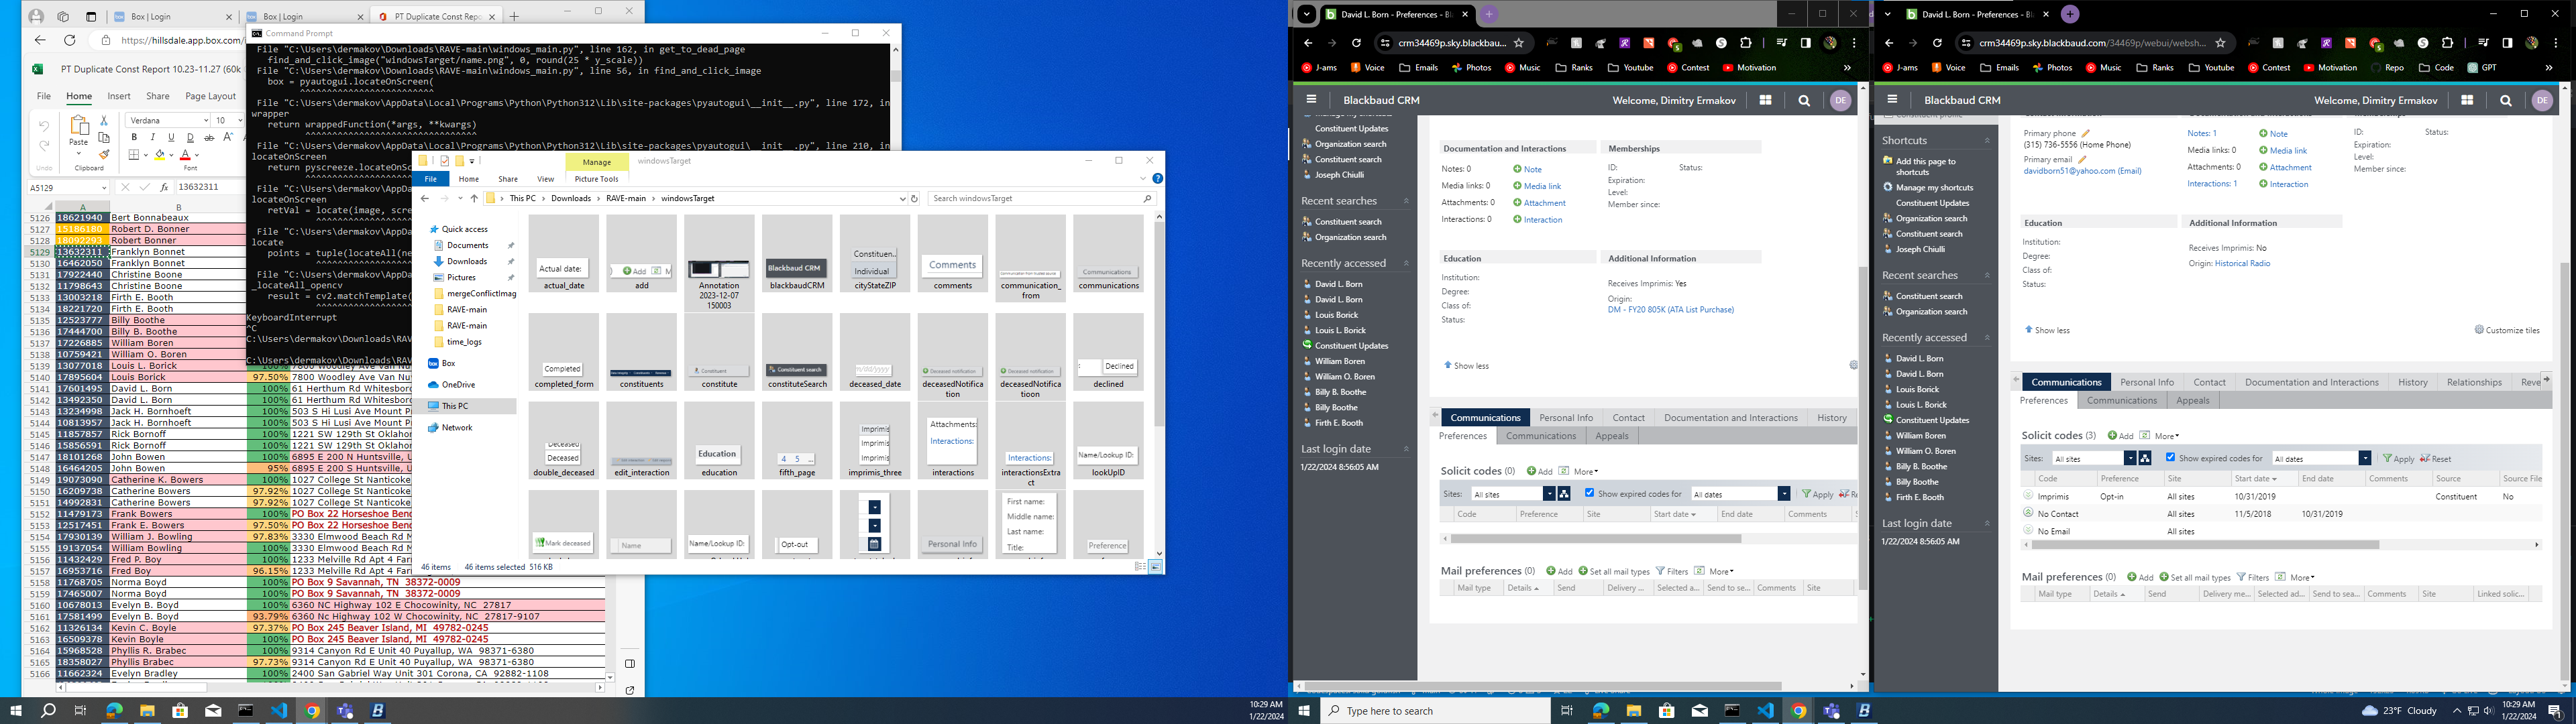 Box | Login
Box | Login
PT Duplicate Const Repo
https://hillsdale.app.box.com/
PT Duplicate Const Report 10.23-11.27 (60k
File Home Insert Share Page Layout
Verdana 10
Paste
Undo
Clipboard
Font
A5129
13632311
A B
5126 18621940 Bert Bonnabeaux
5127 15186180 Robert D. Bonner
5128 18092293 Robert Bonner
5129 13632311 Franklyn Bonnet
5130 16462050 Franklyn Bonnet
5131 17922440 Christine Boone
5132 11798643 Christine Boone
5133 13003218 Firth E. Booth
5134 18221720 Firth E. Booth
5135 12523777 Billy Boothe
5136 17444700 Billy B. Boothe
5137 17226885 William Boren
5138 10759421 William O. Boren
5139 13077018 Louis L. Borick 100% 7800 Woodley Ave Van Nu
5140 17895604 Louis Borick 97.50% 7800 Woodley Ave Van Nu
5141 17601495 David L. Born 100% 61 Herthum Rd Whitesboro
5142 13492350 David L. Born 100% 61 Herthum Rd Whitesboro
5143 13234998 Jack H. Bornhoeft 100% 503 S Hi Lusi Ave Mount P
5144 10813957 Jack H. Bornhoeft 100% 503 S Hi Lusi Ave Mount P
5145 11857857 Rick Bornoff 100% 1221 SW 129th St Oklaho
5146 15856591 Rick Bornoff 100% 1221 SW 129th St Oklaho
5147 18101268 John Bowen 100% 6895 E 200 N Huntsville, U
5148 16464205 John Bowen 95% 6895 E 200 S Huntsville, U
5149 19073090 Catherine K. Bowers 100% 1027 College St Nanticoke
5150 16209738 Catherine Bowers 97.92% 1027 College St Nanticoke
5151 14992831 Catherine Bowers 97.92% 1027 College St Nanticoke
5152 11479173 Frank Bowers 100% PO Box 22 Horseshoe Bend
5153 12517451 Frank E. Bowers 97.50% PO Box 22 Horseshoe Bend
5154 17930139 William J. Bowling 97.83% 3330 Elmwood Beach Rd M
5155 19137054 William Bowling 100% 3330 Elmwood Beach Rd M
5156 11432429 Fred P. Boy 100% 1233 Melville Rd Apt 4 Farr
5157 16953716 Fred Boy 96.15% 1233 Melville Rd Apt 4 Farr
5158 11768705 Norma Boyd 100% PO Box 9 Savannah, TN 38372-0009
5159 17465007 Norma Boyd 100% PO Box 9 Savannah, TN 38372-0009
5160 10678013 Evelyn B. Boyd 100% 6360 NC Highway 102 E Chocowinity, NC 27817
5161 17581499 Evelyn B. Boyd 93.79% 6360 NC Highway 102 W Chocowinity, NC 27817-9107
5162 11326134 Kevin C. Boyle 97.37% PO Box 245 Beaver Island, MI 49782-0245
5163 16509378 Kevin Boyle 100% PO Box 245 Beaver Island, MI 49782-0245
5164 15968528 Phyllis R. Brabec 100% 9314 Canyon Rd E Unit 40 Puyallup, WA 98371-6380
5165 18358027 Phyllis Brabec 97.73% 9314 Canyon Rd E Unit 40 Puyallup, WA 98371-6380
5166 11662324 Evelyn Bradley 100% 2400 San Gabriel Way Unit 301 Corona, CA 92882-1108
Command Prompt
File "C:\Users\dermakov\Downloads\RAVE-main\windows_main.py", line 162, in get_to_dead_page
find_and_click_image("windowsTarget/name.png", 0, round(25 * y_scale))
File "C:\Users\dermakov\Downloads\RAVE-main\windows_main.py", line 56, in find_and_click_image
box = pyautogui.locateOnScreen(
^^^^^^^^^^^^^^^^^^^^^^^^^
File "C:\Users\dermakov\AppData\Local\Programs\Python\Python312\Lib\site-packages\pyautogui\__init__.py", line 172, in
wrapper
return wrappedFunction(*args, **kwargs)
^^^^^^^^^^^^^^^^^^^^^^^^^^^^^^^^
File "C:\Users\dermakov\AppData\Local\Programs\Python\Python312\Lib\site-packages\pyautogui\__init__.py", line 210, in
locateOnScreen
return pyscreeze.locateOnS
File "C:\Users\dermakov\AppDa
locateOnScreen
retVal = locate(image, scre
File "C:\Users\dermakov\AppDa
locate
points = tuple(locateAll(ne
File "C:\Users\dermakov\AppDa
_locateAll_opencv
result = cv2.matchTemplate(
KeyboardInterrupt
^C
C:\Users\dermakov\Downloads\RAV
C:\Users\dermakov\Downloads\RAV
Manage windowsTarget
File Home Share View Picture Tools
This PC Downloads RAVE-main windowsTarget
Search windowsTarget
Quick access
Documents
Downloads
Pictures
mergeConflictImag
RAVE-main
RAVE-main
time_logs
Box
OneDrive
This PC
Network
actual_date add Annotation 2023-12-07 150003 blackbaudCRM cityStateZIP comments communication_from communications
completed_form constituents constitute constituteSearch deceased_date deceasedNotification deceasedNotificatioon declined
double_deceased edit_interaction education fifth_page imprimis_three interactions interactionsExtract lookUpID
Mark deceased Name Name/Lookup ID: Opt-out Personal Info First name: Middle name: Last name: Title: Preference
46 items 46 items selected 516 KB
10:29 AM
1/22/2024
David L. Born - Preferences - Bl
crm34469p.sky.blackbau...
J-ams Voice Emails Photos Music Ranks Youtube Contest Motivation
Blackbaud CRM
Welcome, Dimitry Ermakov
DE
Constituent Updates
Organization search
Constituent search
Joseph Chiulli
Recent searches
Constituent search
Organization search
Recently accessed
David L. Born
David L. Born
Louis Borick
Louis L. Borick
Constituent Updates
William Boren
William O. Boren
Billy B. Boothe
Billy Boothe
Firth E. Booth
Last login date
1/22/2024 8:56:05 AM
Documentation and Interactions
Notes: 0 Note
Media links: 0 Media link
Attachments: 0 Attachment
Interactions: 0 Interaction
Memberships
ID: Status:
Expiration:
Level:
Member since:
Education
Institution:
Degree:
Class of:
Status:
Additional Information
Receives Imprimis: Yes
Origin:
DM - FY20 805K (ATA List Purchase)
Show less
Communications Personal Info Contact Documentation and Interactions History
Preferences Communications Appeals
Solicit codes (0) Add More
Sites: All sites Show expired codes for All dates Apply Re
Code Preference Site Start date End date Comments
Mail preferences (0) Add Set all mail types Filters More
Mail type Details Send Delivery ... Selected a... Send to se... Comments Site
Type here to search
David L. Born - Preferences - Bl
crm34469p.sky.blackbaud.com/34469p/webui/websh...
J-ams Voice Emails Photos Music Ranks Youtube Contest Motivation Repo Code GPT
Blackbaud CRM
Welcome, Dimitry Ermakov
DE
Shortcuts
Add this page to shortcuts
Manage my shortcuts
Constituent Updates
Organization search
Constituent search
Joseph Chiulli
Recent searches
Constituent search
Organization search
Recently accessed
David L. Born
David L. Born
Louis Borick
Louis L. Borick
Constituent Updates
William Boren
William O. Boren
Billy B. Boothe
Billy Boothe
Firth E. Booth
Last login date
1/22/2024 8:56:05 AM
Primary phone
(315) 736-5556 (Home Phone)
Primary email
davidborn51@yahoo.com (Email)
Notes: 1 Note
Media links: 0 Media link
Attachments: 0 Attachment
Interactions: 1 Interaction
ID: Status:
Expiration:
Level:
Member since:
Education
Institution:
Degree:
Class of:
Status:
Additional Information
Receives Imprimis: No
Origin: Historical Radio
Show less
Customize tiles
Communications Personal Info Contact Documentation and Interactions History Relationships Reve
Preferences Communications Appeals
Solicit codes (3) Add More
Sites: All sites Show expired codes for All dates Apply Reset
Code Preference Site Start date End date Comments Source Source File
Imprimis Opt-in All sites 10/31/2019 Constituent No
No Contact All sites 11/5/2018 10/31/2019
No Email All sites
Mail preferences (0) Add Set all mail types Filters More
Mail type Details Send Delivery me... Selected ad... Send to sea... Comments Site Linked solic...
23°F Cloudy
10:29 AM
1/22/2024